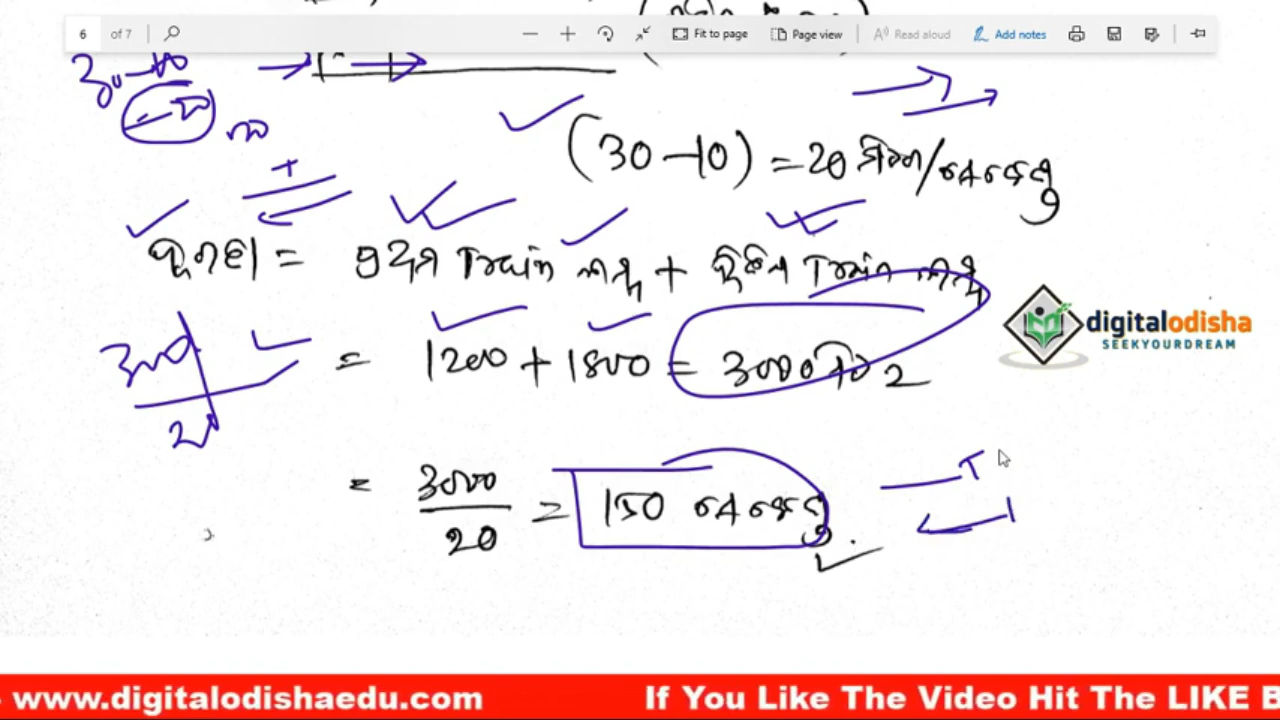 6 of 7 Fit to page Page view Read aloud Add notes
30-10
+
(30-10) = 20 ମିଟର/ସେକେଣ୍ଡ
ଦୂରତା = ପ୍ରଥମ Train ଲମ୍ବ + ଦ୍ୱିତୀୟ Train ଲମ୍ବ
= 1200 + 1800 = 3000
= 3000/20 = 150 ସେକେଣ୍ଡ.
digitalodisha
SEEKYOURDREAM
www.digitalodishaedu.com If You Like The Video Hit The LIKE B